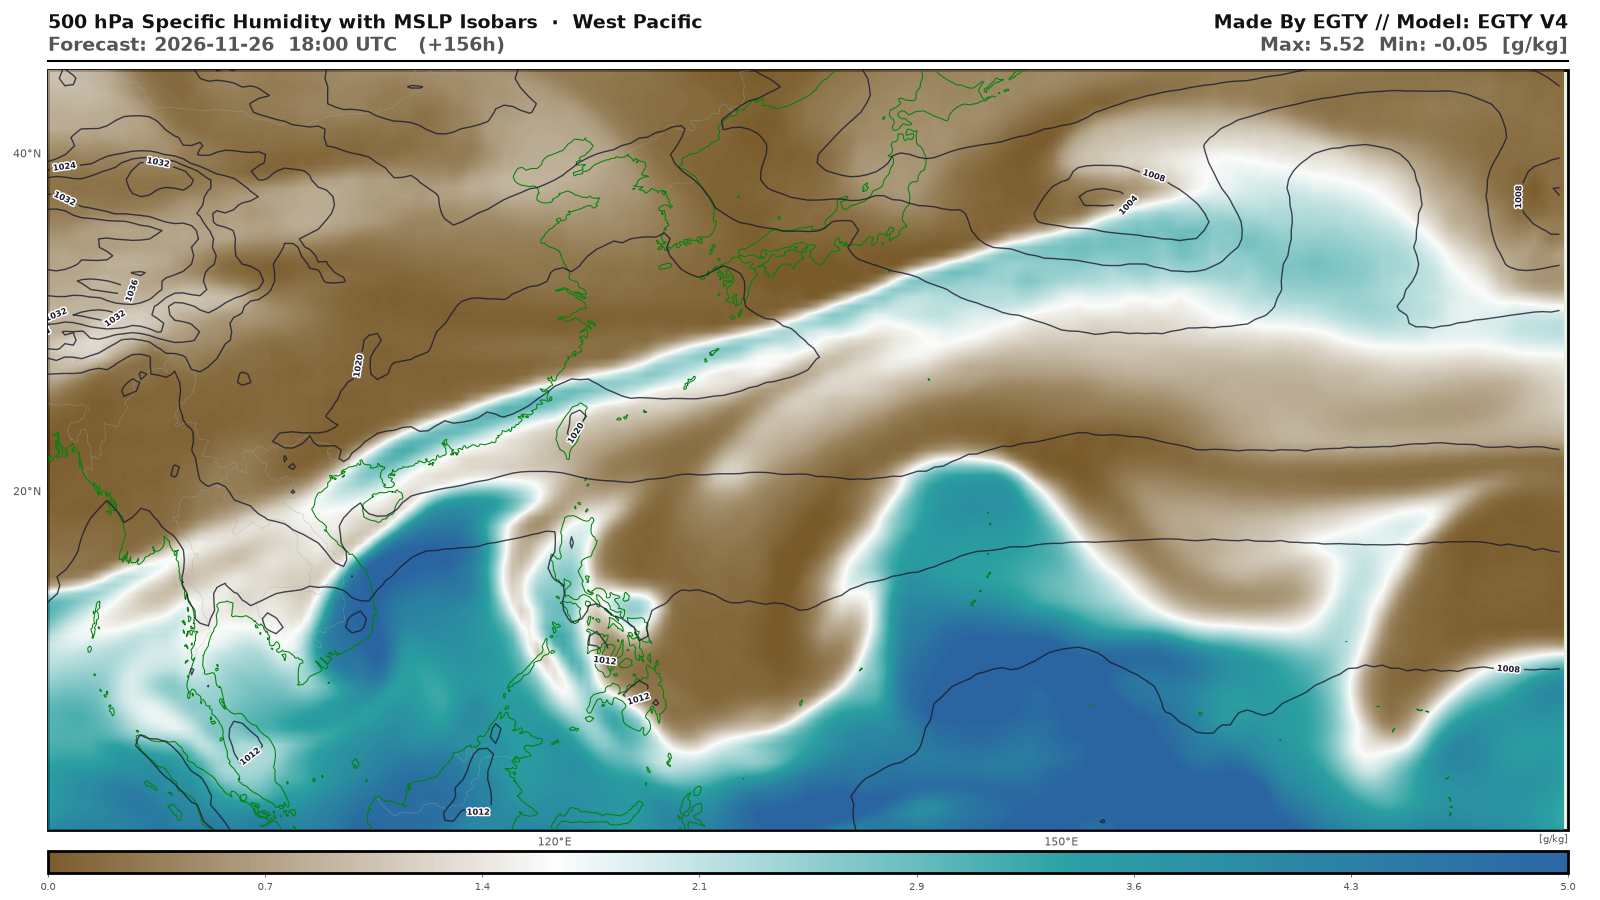 500 hPa Specific Humidity with MSLP Isobars · West Pacific
Made By EGTY // Model: EGTY V4
Forecast: 2026-11-26 18:00 UTC (+156h)
Max: 5.52 Min: -0.05 [g/kg]
40°N
1024
1032
1032
1008
1004
1008
1036
1032
1032
1020
1020
20°N
1012
1008
1012
1012
1012
120°E
150°E
[g/kg]
0.0
0.7
1.4
2.1
2.9
3.6
4.3
5.0